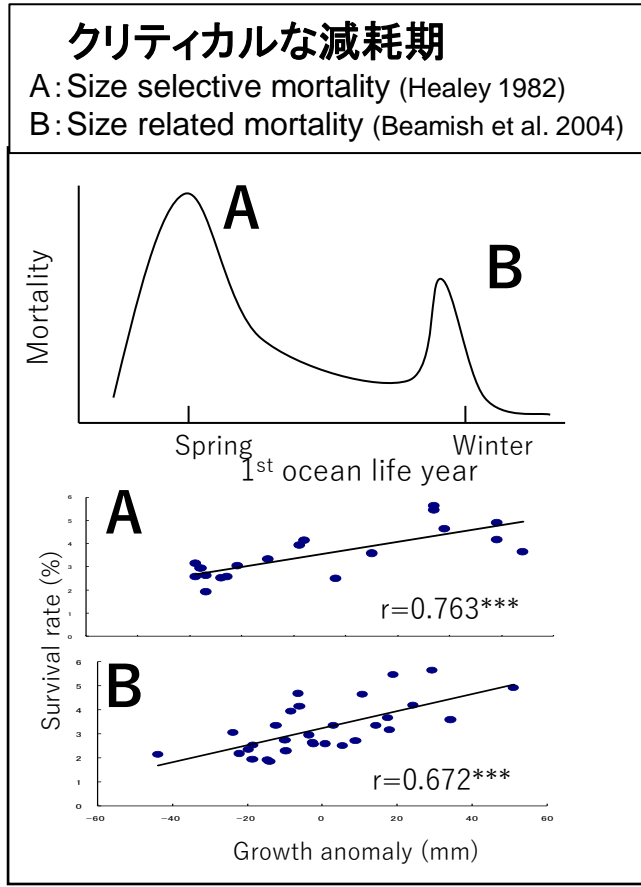 クリティカルな減耗期
A：Size selective mortality (Healey 1982)
B：Size related mortality (Beamish et al. 2004)
A
B
Mortality
Spring
Winter
1st ocean life year
A
6
5
4
3
2
1
0
r=0.763***
Survival rate (%)
B
6
5
4
3
2
1
0
r=0.672***
−60
−40
−20
0
20
40
60
Growth anomaly (mm)